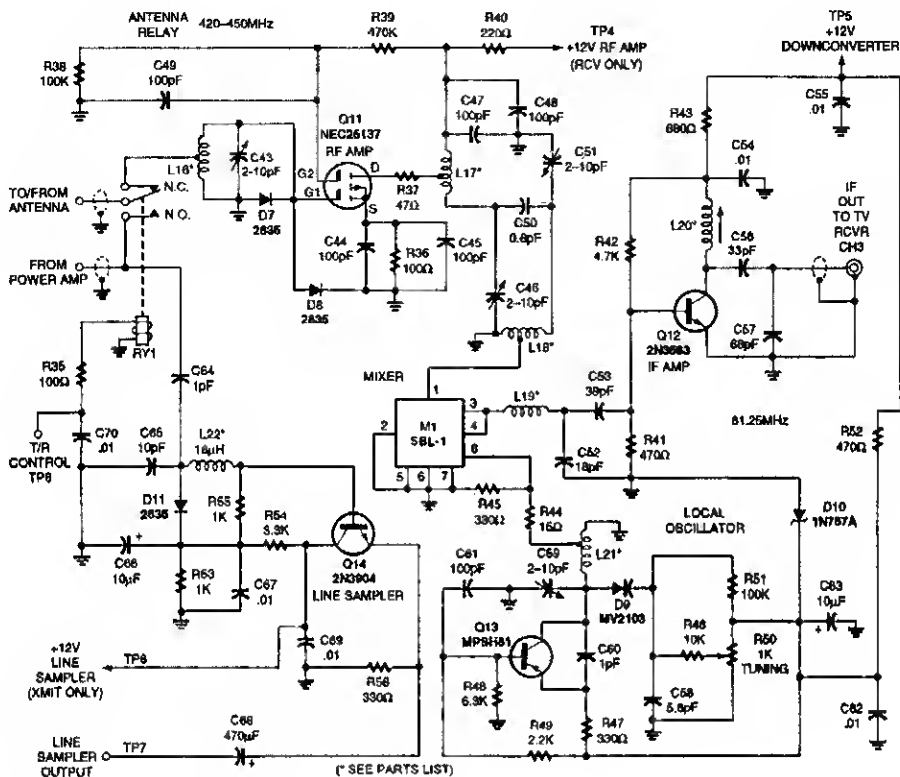 ANTENNA RELAY
420–450MHz
R39
470K
R40
220Ω
TP4
+12V RF AMP
(RCV ONLY)
TP5
+12V
DOWNCONVERTER
R38
100K
C49
100pF
Q11
NEC25137
RF AMP
C47
100pF
C48
100pF
R43
680Ω
C55
.01
L16*
C43
2-10pF
G2
G1
D
S
R37
47Ω
L17*
C51
2-10pF
C54
.01
N.C.
TO/FROM
ANTENNA
N.O.
D7
2835
C50
0.8pF
L20*
IF
OUT
TO TV
RCVR
CH3
R42
4.7K
C56
33pF
FROM
POWER AMP
C44
100pF
R36
100Ω
C45
100pF
C46
2-10pF
D8
2835
Q12
2N3563
IF AMP
C57
68pF
RY1
R35
100Ω
L18*
C64
1pF
MIXER
1
2
M1
SBL-1
3
4
6
5
6
7
L19*
C53
39pF
61.25MHz
C70
.01
C65
10pF
L22*
18µH
C52
18pF
R41
470Ω
R52
470Ω
T/R
CONTROL
TP8
D11
2835
R55
1K
R54
3.3K
R45
330Ω
R44
15Ω
LOCAL
OSCILLATOR
D10
1N757A
L21*
C66
10µF
+
R53
1K
C67
.01
Q14
2N3904
LINE SAMPLER
C61
100pF
C59
2-10pF
D9
MV2103
R51
100K
C63
10µF
+
Q13
MPSH81
R46
10K
R50
1K
TUNING
+12V
LINE
SAMPLER
(XMIT ONLY)
TP6
C69
.01
C60
1pF
R56
330Ω
R48
C58
5.6pF
C62
.01
C68
470µF
+
R49
2.2K
R47
330Ω
LINE
SAMPLER
OUTPUT
TP7
(* SEE PARTS LIST)